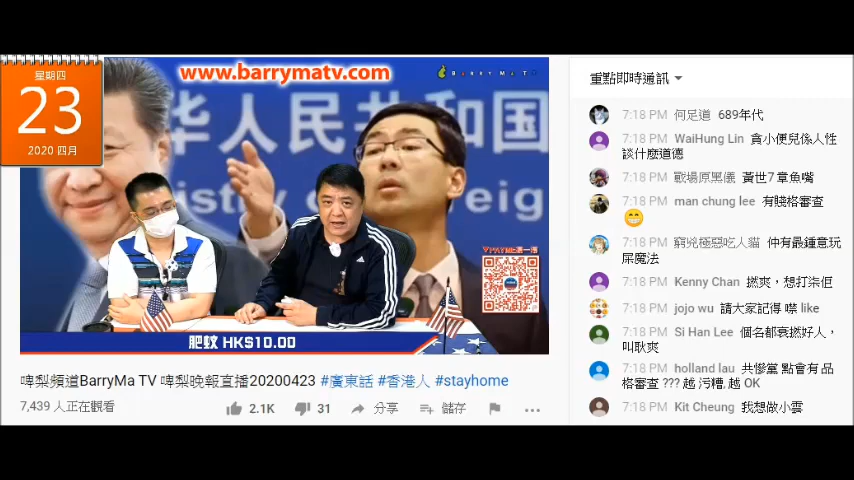 星期四
23
2020 四月
www.barrymatv.com
BARRYMATV
華人民共和國
istry of Foreig
肥蚊 HK$10.00
啤梨頻道BarryMa TV 啤梨晚報直播20200423 #廣東話 #香港人 #stayhome
7,439 人正在觀看
2.1K
31
分享
儲存
重點即時通訊
7:18 PM 何足道 689年代
7:18 PM WaiHung Lin 貪小便兒係人性
談什麽道德
7:18 PM 戰場原黑儀 黃世7 章魚嘴
7:18 PM man chung lee 有賤格審查
😁
7:18 PM 窮兇極惡吃人貓 仲有最鍾意玩
屎魔法
7:18 PM Kenny Chan 撚爽，想打柒佢
7:18 PM jojo wu 請大家記得 㗎 like
7:18 PM Si Han Lee 個名都衰撚好人，
叫耿爽
7:18 PM holland lau 共慘黨 點會有 品
格審查 ??? 越 污糟, 越 OK
7:18 PM Kit Cheung 我想做小雲